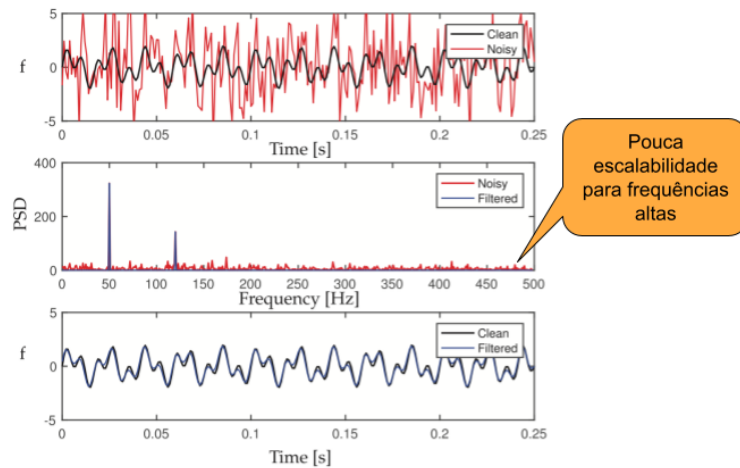 5
f
0
-5
Clean
Noisy
0
0.05
0.1
0.15
0.2
0.25
Time [s]
400
PSD
200
0
Noisy
Filtered
0
50
100
150
200
250
300
350
400
450
500
Frequency [Hz]
5
f
0
-5
Clean
Filtered
0
0.05
0.1
0.15
0.2
0.25
Time [s]
Pouca
escalabilidade
para frequências
altas